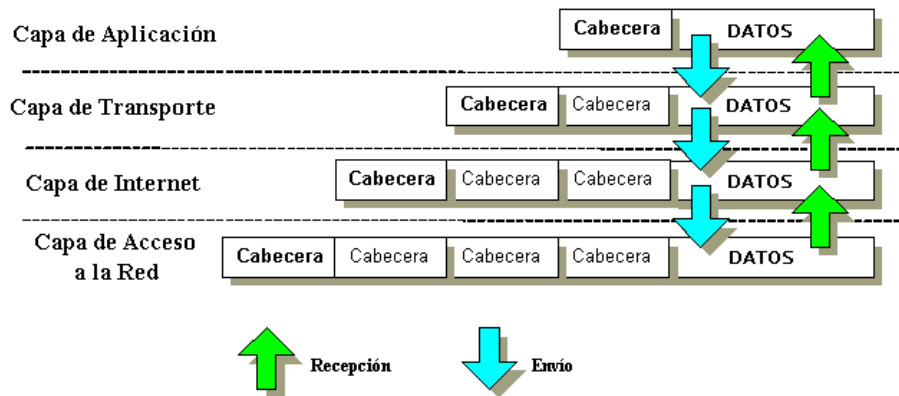 Capa de Aplicación
Cabecera DATOS
Capa de Transporte
Cabecera Cabecera DATOS
Capa de Internet
Cabecera Cabecera Cabecera DATOS
Capa de Acceso
a la Red
Cabecera Cabecera Cabecera Cabecera DATOS
Recepción
Envío